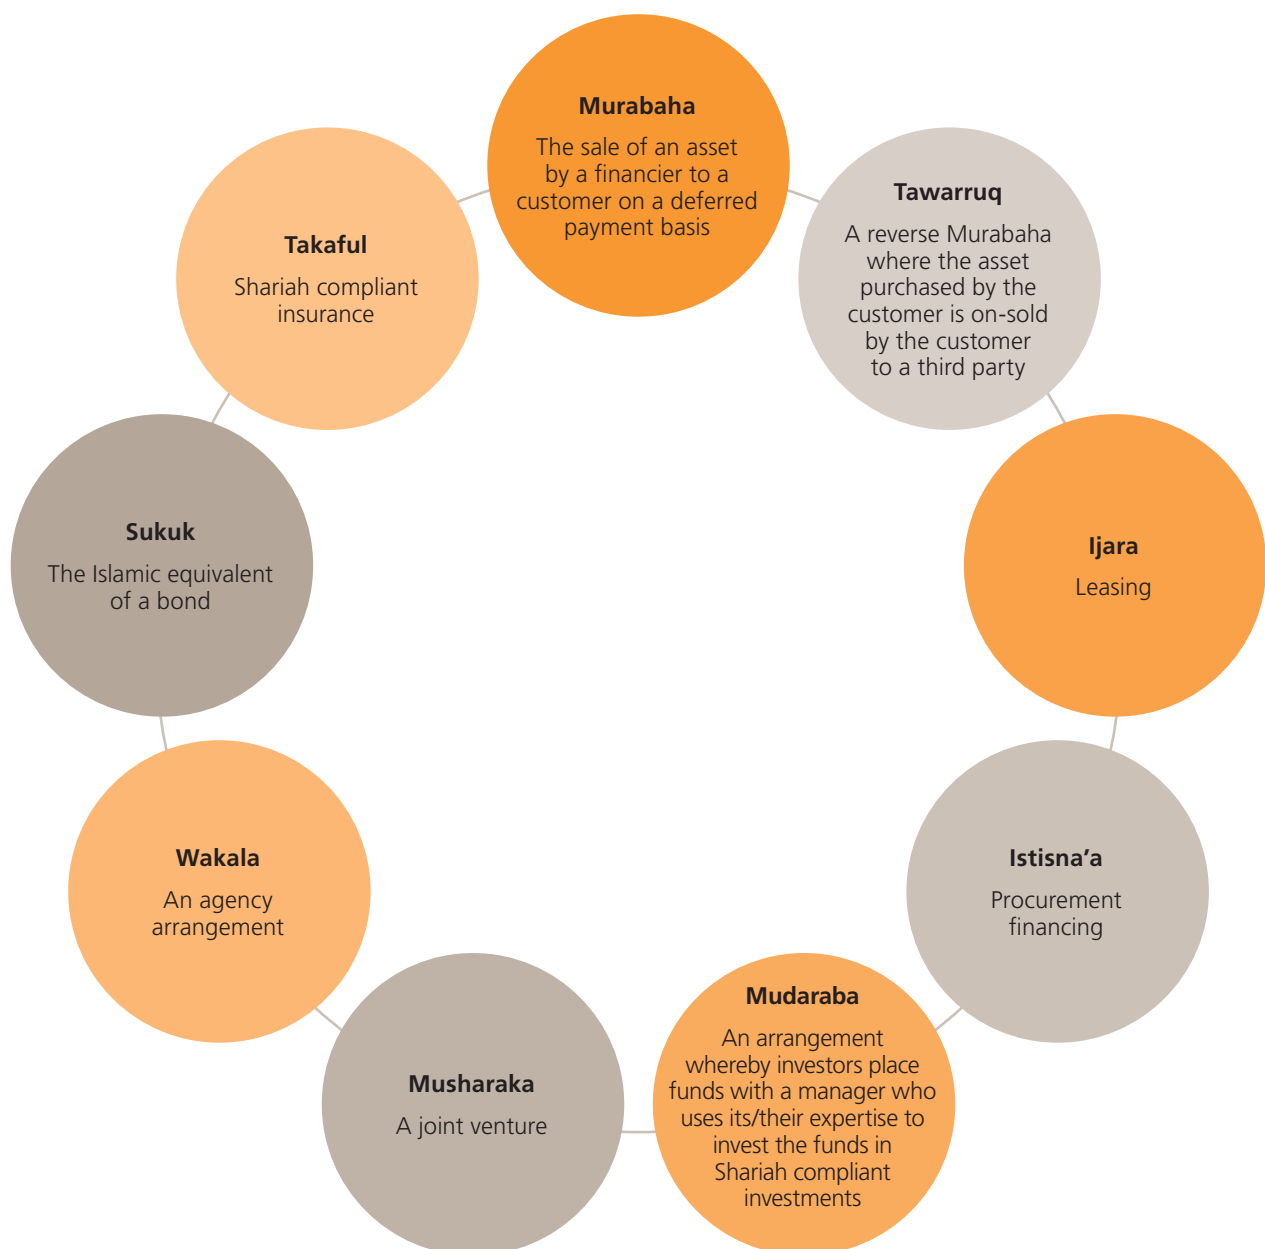 Murabaha
The sale of an asset
by a financier to a
customer on a deferred
payment basis
Tawarruq
A reverse Murabaha
where the asset
purchased by the
customer is on-sold
by the customer
to a third party
Ijara
Leasing
Istisna’a
Procurement
financing
Mudaraba
An arrangement
whereby investors place
funds with a manager who
uses its/their expertise to
invest the funds in
Shariah compliant
investments
Musharaka
A joint venture
Wakala
An agency
arrangement
Sukuk
The Islamic equivalent
of a bond
Takaful
Shariah compliant
insurance